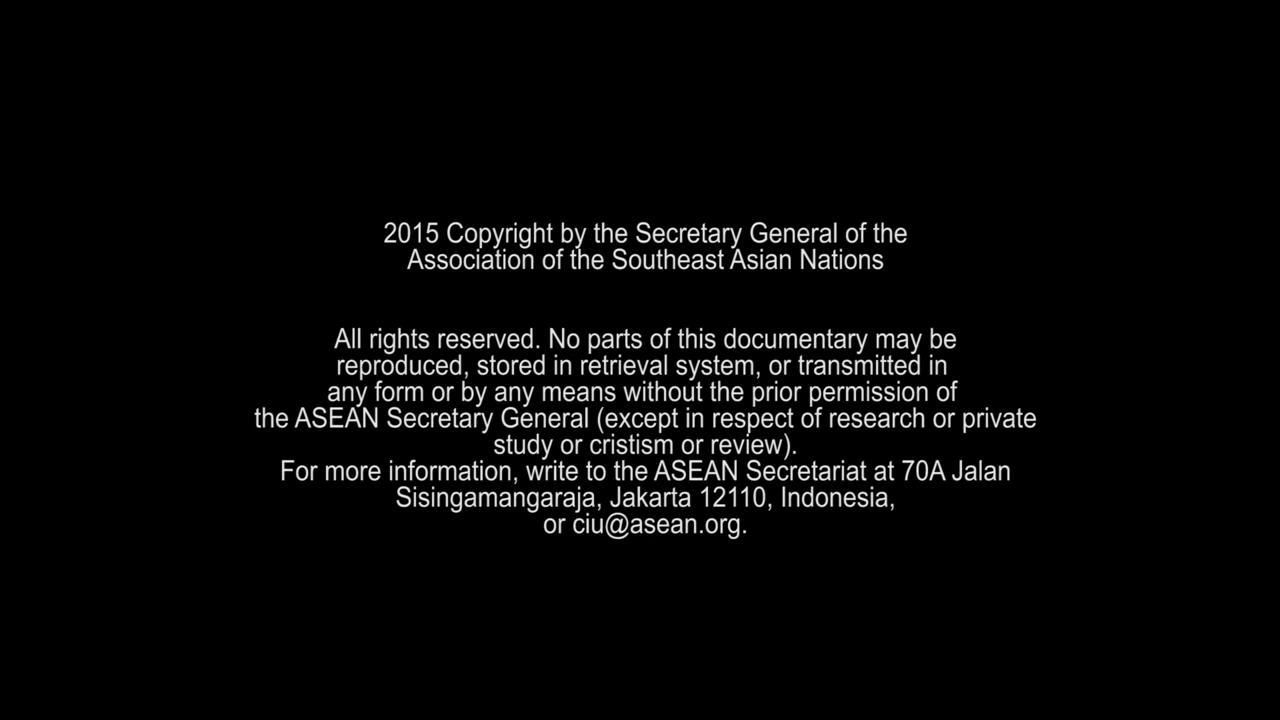 2015 Copyright by the Secretary General of the
Association of the Southeast Asian Nations
All rights reserved. No parts of this documentary may be
reproduced, stored in retrieval system, or transmitted in
any form or by any means without the prior permission of
the ASEAN Secretary General (except in respect of research or private
study or cristism or review).
For more information, write to the ASEAN Secretariat at 70A Jalan
Sisingamangaraja, Jakarta 12110, Indonesia,
or ciu@asean.org.